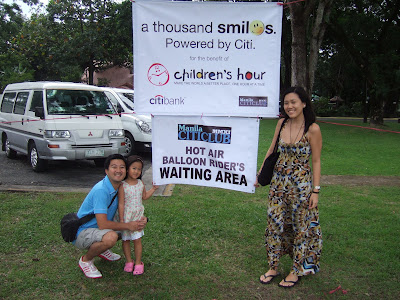 a thousand smiles.
Powered by Citi.
for the benefit of
children's hour
citibank
Manila
CITICLUB
HOT AIR
BALLOON RIDER'S
WAITING AREA